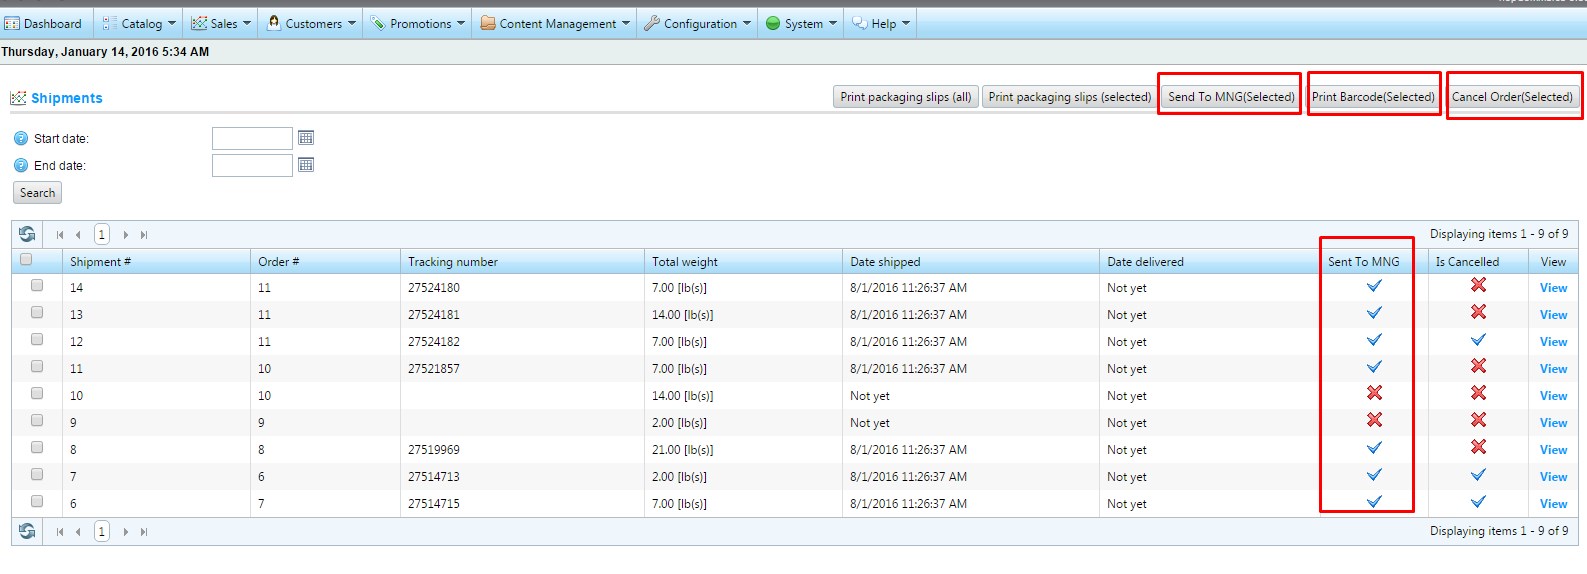 Dashboard Catalog Sales Customers Promotions Content Management Configuration System Help
Thursday, January 14, 2016 5:34 AM
Shipments Print packaging slips (all) Print packaging slips (selected) Send To MNG(Selected) Print Barcode(Selected) Cancel Order(Selected)
Start date:
End date:
Search
1 Displaying items 1 - 9 of 9
Shipment # Order # Tracking number Total weight Date shipped Date delivered Sent To MNG Is Cancelled View
14 11 27524180 7.00 [lb(s)] 8/1/2016 11:26:37 AM Not yet View
13 11 27524181 14.00 [lb(s)] 8/1/2016 11:26:37 AM Not yet View
12 11 27524182 7.00 [lb(s)] 8/1/2016 11:26:37 AM Not yet View
11 10 27521857 7.00 [lb(s)] 8/1/2016 11:26:37 AM Not yet View
10 10 14.00 [lb(s)] Not yet Not yet View
9 9 2.00 [lb(s)] Not yet Not yet View
8 8 27519969 21.00 [lb(s)] 8/1/2016 11:26:37 AM Not yet View
7 6 27514713 2.00 [lb(s)] 8/1/2016 11:26:37 AM Not yet View
6 7 27514715 7.00 [lb(s)] 8/1/2016 11:26:37 AM Not yet View
1 Displaying items 1 - 9 of 9